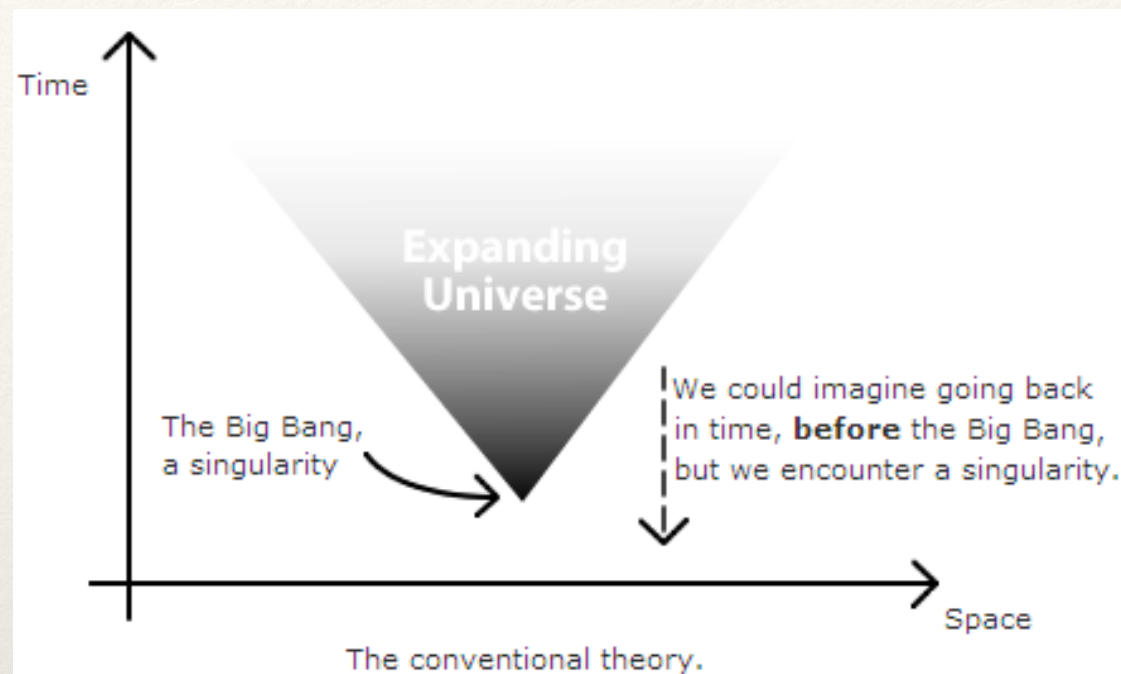 Time
Expanding
Universe
We could imagine going back
in time, before the Big Bang,
but we encounter a singularity.
The Big Bang,
a singularity
Space
The conventional theory.